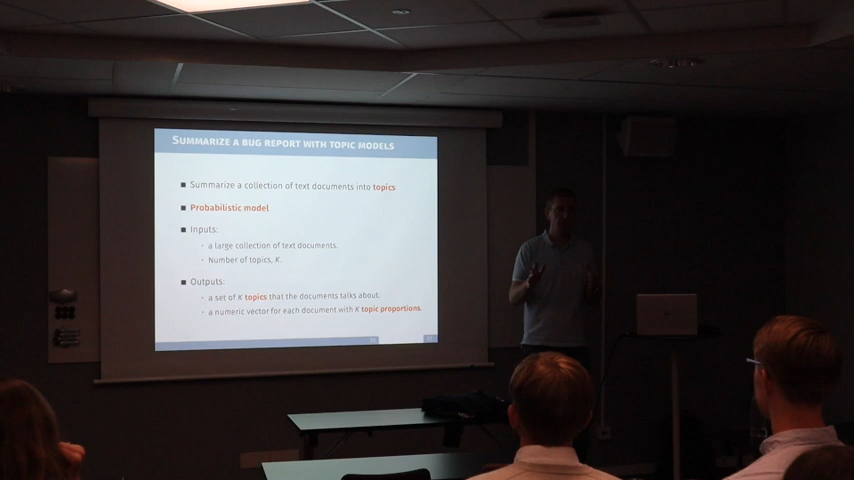 SUMMARIZE A BUG REPORT WITH TOPIC MODELS
■ Summarize a collection of text documents into topics
■ Probabilistic model
■ Inputs:
· a large collection of text documents.
· Number of topics, K.
■ Outputs:
· a set of K topics that the documents talks about.
· a numeric vector for each document with K topic proportions.